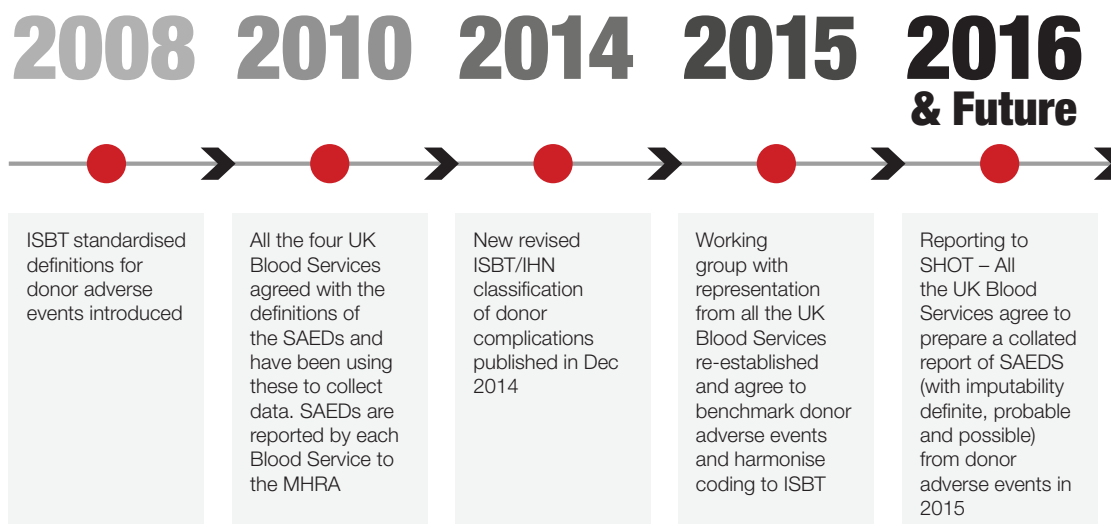 2008
ISBT standardised
definitions for
donor adverse
events introduced
2010
All the four UK
Blood Services
agreed with the
definitions of
the SAEDs and
have been using
these to collect
data. SAEDs are
reported by each
Blood Service to
the MHRA
2014
New revised
ISBT/IHN
classification
of donor
complications
published in Dec
2014
2015
Working
group with
representation
from all the UK
Blood Services
re-established
and agree to
benchmark donor
adverse events
and harmonise
coding to ISBT
2016
& Future
Reporting to
SHOT – All
the UK Blood
Services agree to
prepare a collated
report of SAEDS
(with imputability
definite, probable
and possible)
from donor
adverse events in
2015